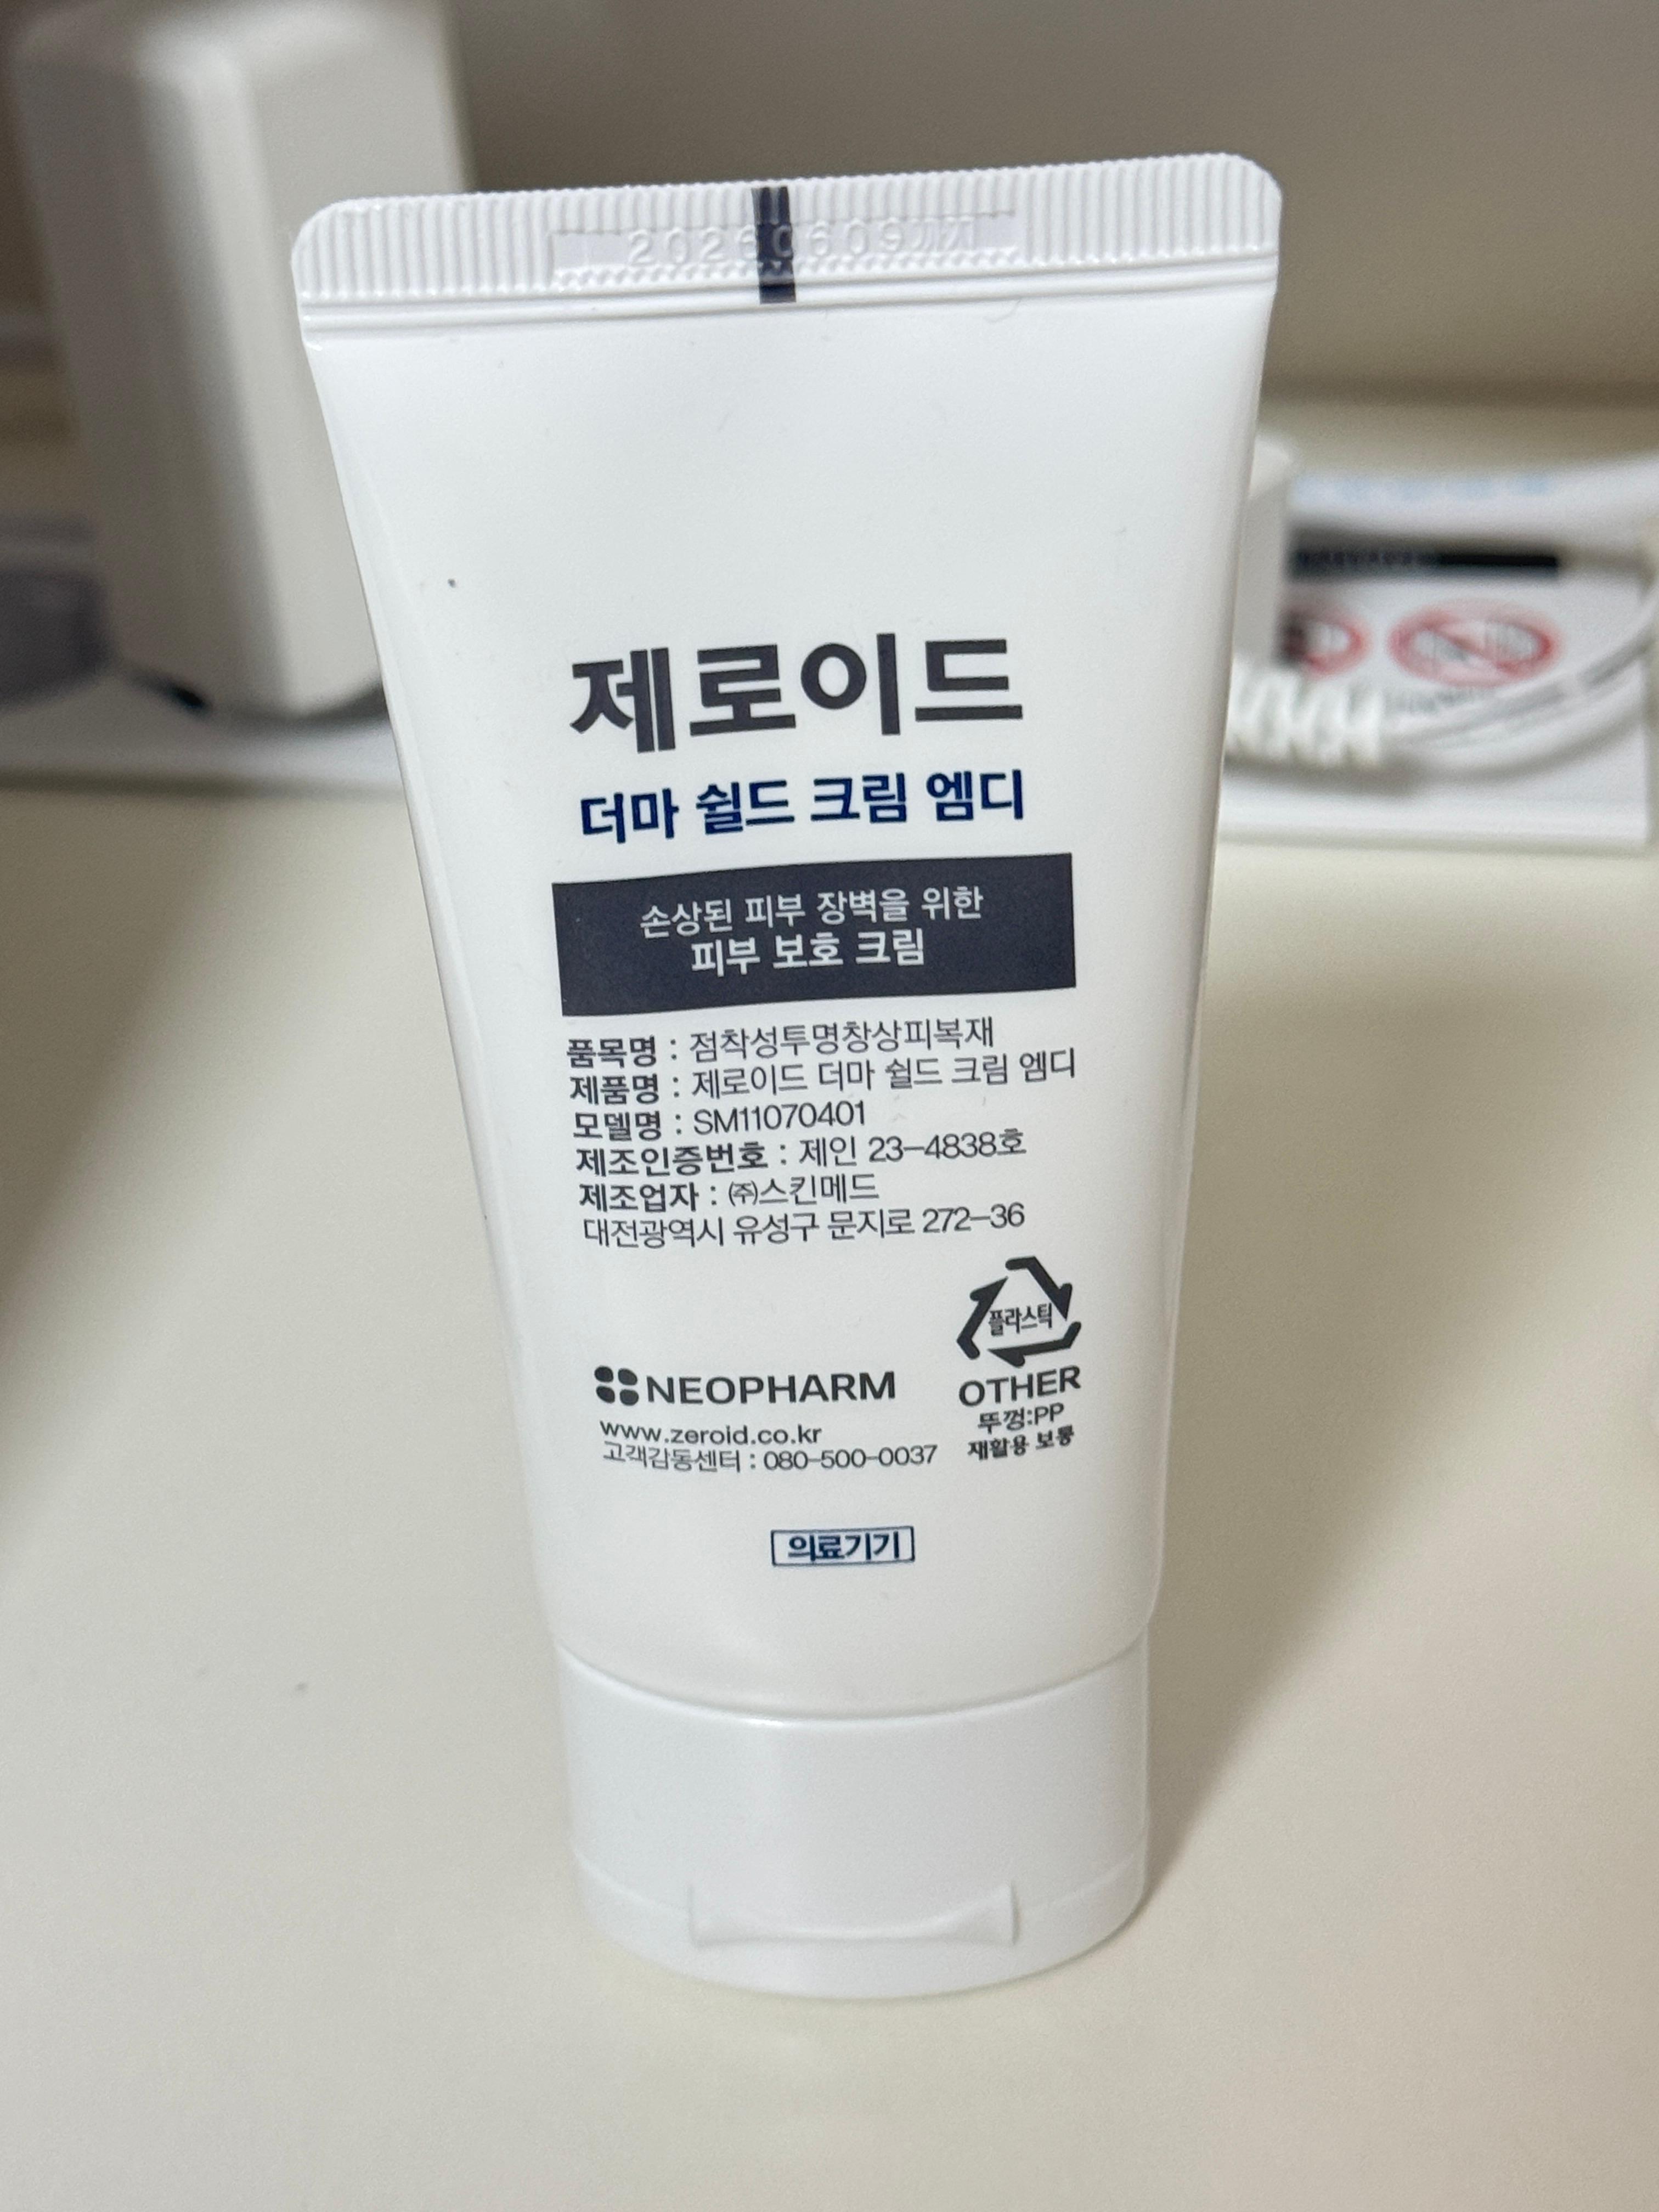 20260609까지
제로이드
더마 쉴드 크림 엠디
손상된 피부 장벽을 위한
피부 보호 크림
품목명 : 점착성투명창상피복재
제품명 : 제로이드 더마 쉴드 크림 엠디
모델명 : SM11070401
제조인증번호 : 제인 23-4838호
제조업자 : ㈜스킨메드
대전광역시 유성구 문지로 272-36
플라스틱
OTHER
뚜껑:PP
재활용 보통
NEOPHARM
www.zeroid.co.kr
고객감동센터 : 080-500-0037
의료기기